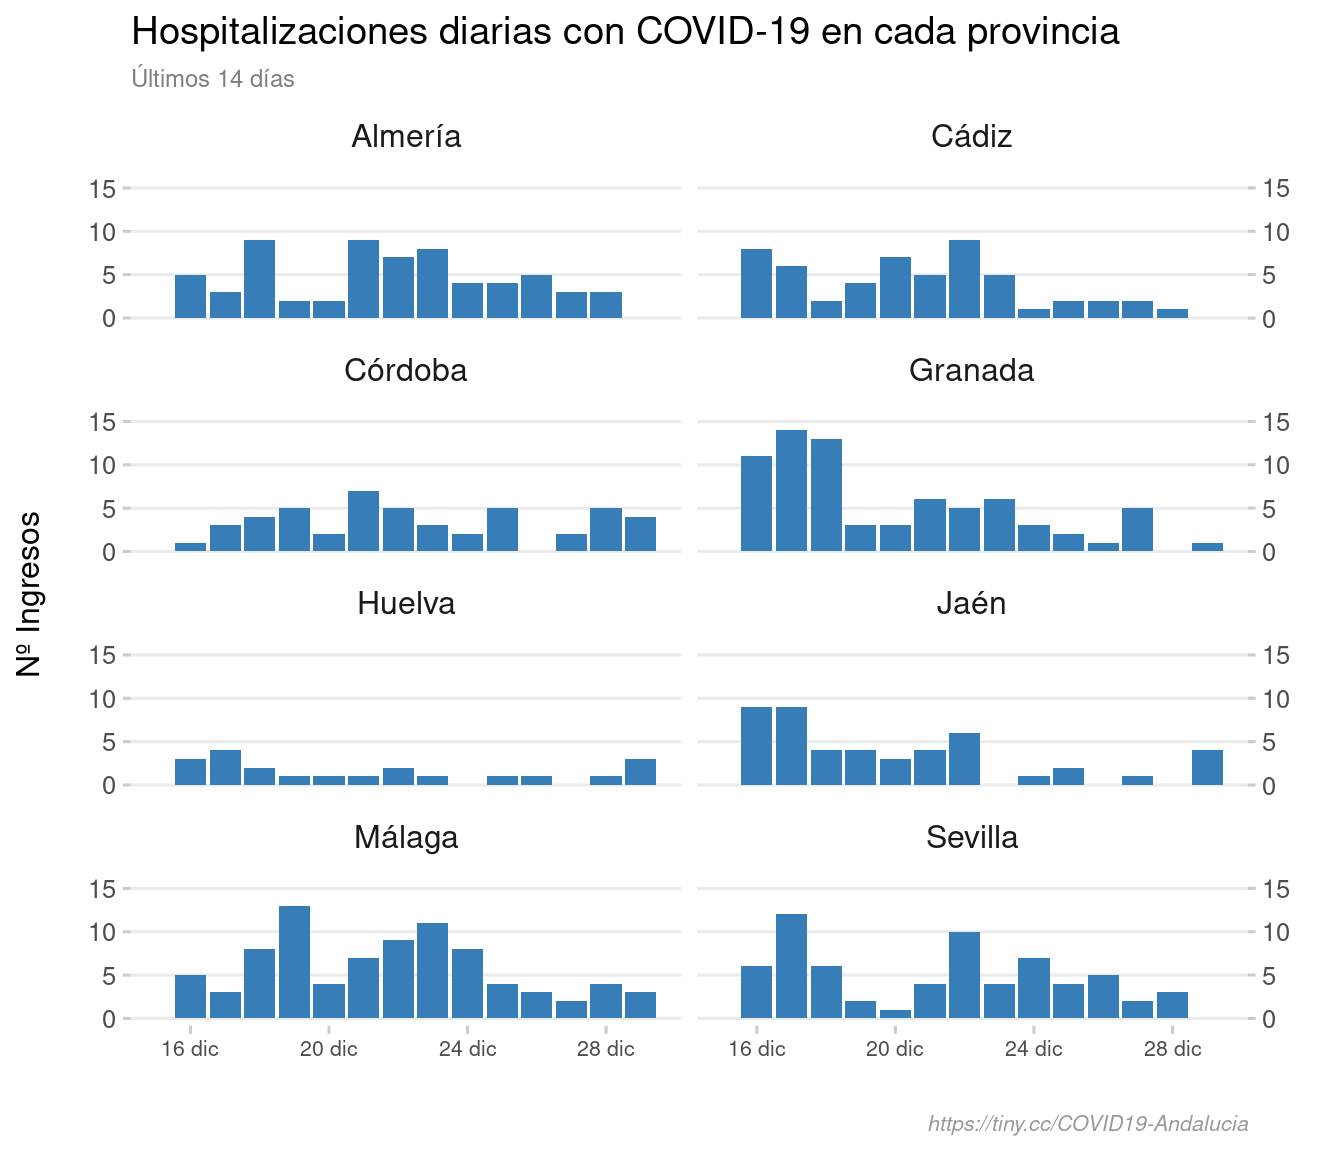 Hospitalizaciones diarias con COVID-19 en cada provincia
Últimos 14 días
Almería
Cádiz
15
10
5
0
15
10
5
0
Córdoba
Granada
15
10
5
0
15
10
5
0
Nº Ingresos
Huelva
Jaén
15
10
5
0
15
10
5
0
Málaga
Sevilla
15
10
5
0
15
10
5
0
16 dic 20 dic 24 dic 28 dic
16 dic 20 dic 24 dic 28 dic
https://tiny.cc/COVID19-Andalucia